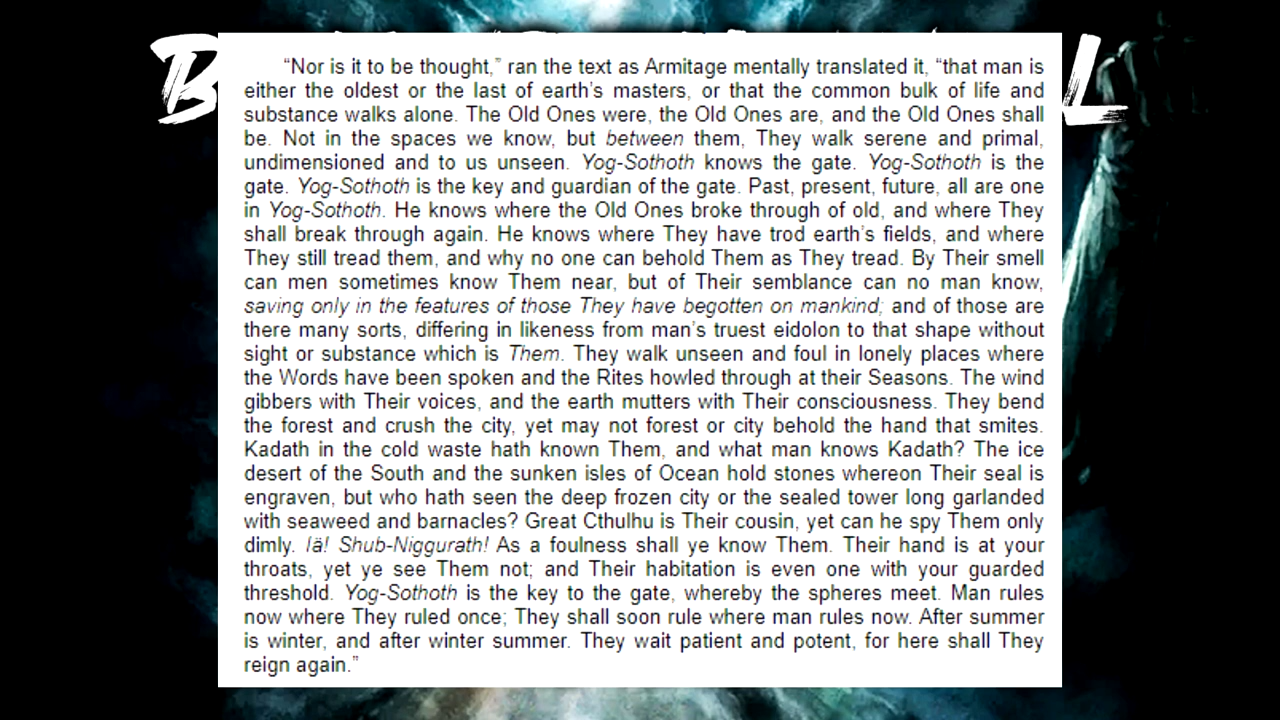 B L
“Nor is it to be thought,” ran the text as Armitage mentally translated it, “that man is
either the oldest or the last of earth’s masters, or that the common bulk of life and
substance walks alone. The Old Ones were, the Old Ones are, and the Old Ones shall
be. Not in the spaces we know, but between them, They walk serene and primal,
undimensioned and to us unseen. Yog-Sothoth knows the gate. Yog-Sothoth is the
gate. Yog-Sothoth is the key and guardian of the gate. Past, present, future, all are one
in Yog-Sothoth. He knows where the Old Ones broke through of old, and where They
shall break through again. He knows where They have trod earth’s fields, and where
They still tread them, and why no one can behold Them as They tread. By Their smell
can men sometimes know Them near, but of Their semblance can no man know,
saving only in the features of those They have begotten on mankind; and of those are
there many sorts, differing in likeness from man’s truest eidolon to that shape without
sight or substance which is Them. They walk unseen and foul in lonely places where
the Words have been spoken and the Rites howled through at their Seasons. The wind
gibbers with Their voices, and the earth mutters with Their consciousness. They bend
the forest and crush the city, yet may not forest or city behold the hand that smites.
Kadath in the cold waste hath known Them, and what man knows Kadath? The ice
desert of the South and the sunken isles of Ocean hold stones whereon Their seal is
engraven, but who hath seen the deep frozen city or the sealed tower long garlanded
with seaweed and barnacles? Great Cthulhu is Their cousin, yet can he spy Them only
dimly. Iä! Shub-Niggurath! As a foulness shall ye know Them. Their hand is at your
throats, yet ye see Them not; and Their habitation is even one with your guarded
threshold. Yog-Sothoth is the key to the gate, whereby the spheres meet. Man rules
now where They ruled once; They shall soon rule where man rules now. After summer
is winter, and after winter summer. They wait patient and potent, for here shall They
reign again.”